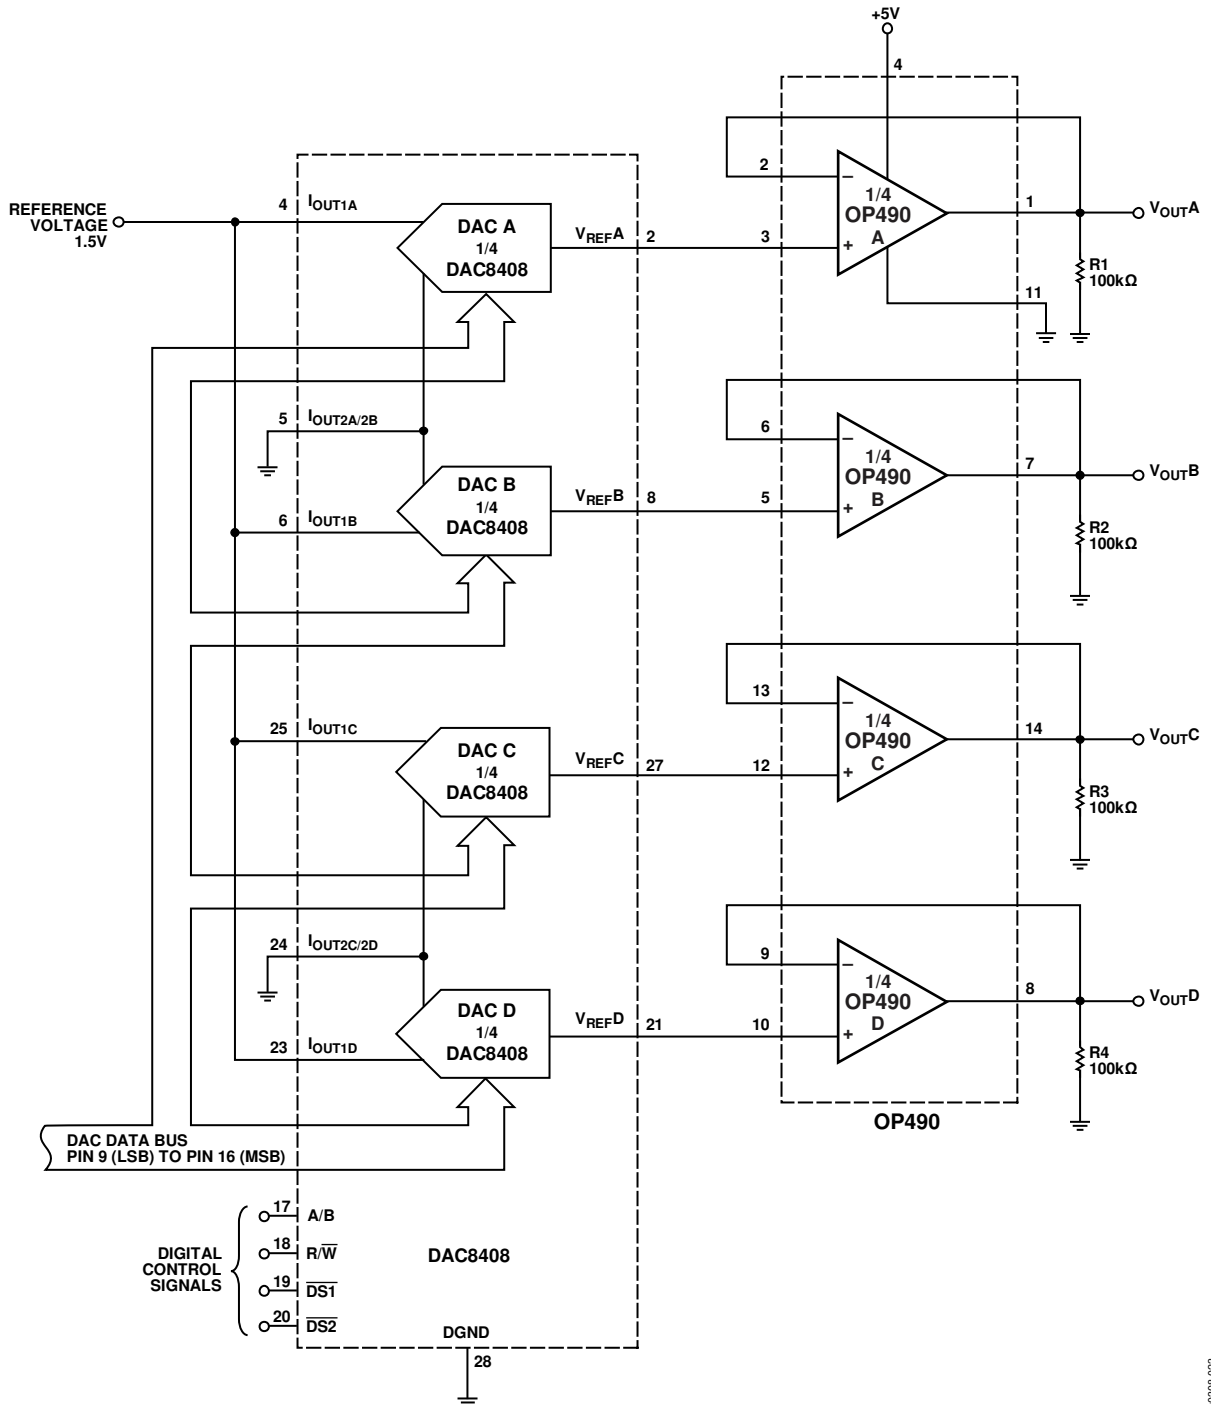 +5V
4
2
−
1/4
OP490
A
+
3
1
VOUTA
R1
100kΩ
11
REFERENCE
VOLTAGE
1.5V
4
IOUT1A
DAC A
1/4
DAC8408
VREFA
2
5
IOUT2A/2B
6
IOUT1B
DAC B
1/4
DAC8408
VREFB
8
6
−
1/4
OP490
B
+
5
7
VOUTB
R2
100kΩ
25
IOUT1C
DAC C
1/4
DAC8408
VREFC
27
13
−
1/4
OP490
C
+
12
14
VOUTC
R3
100kΩ
24
IOUT2C/2D
23
IOUT1D
DAC D
1/4
DAC8408
VREFD
21
9
−
1/4
OP490
D
+
10
8
VOUTD
R4
100kΩ
OP490
DAC DATA BUS
PIN 9 (LSB) TO PIN 16 (MSB)
DIGITAL
CONTROL
SIGNALS
17
A/B
18
R/W̅
19
D̅S̅1̅
20
D̅S̅2̅
DAC8408
DGND
28